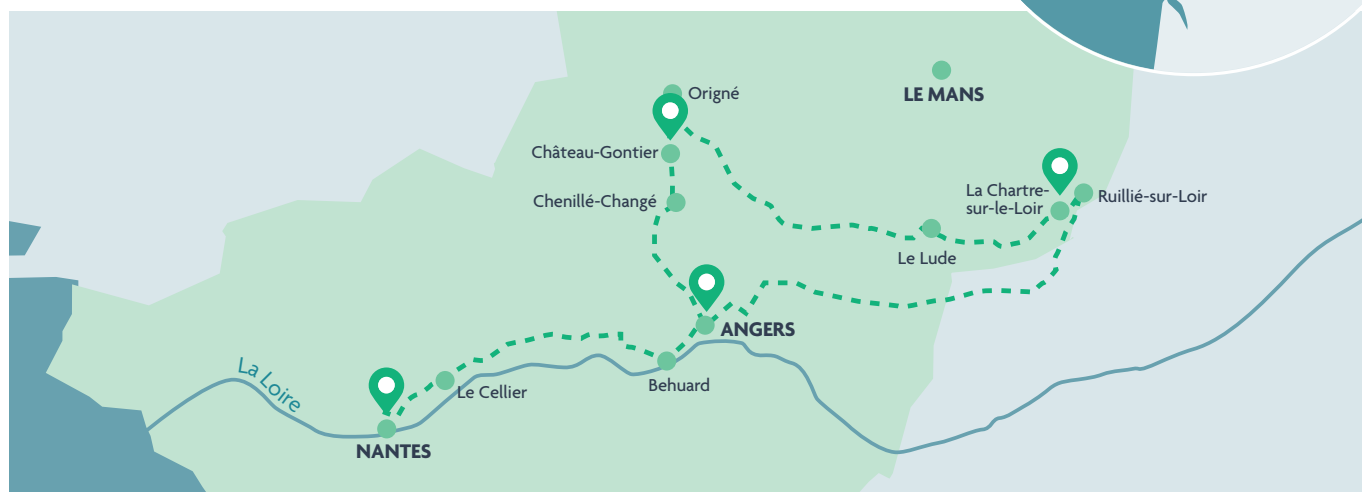 Origné
LE MANS
Château-Gontier
La Chartre-
sur-le-Loir
Ruillié-sur-Loir
Chenillé-Changé
Le Lude
ANGERS
La Loire
Le Cellier
Behuard
NANTES